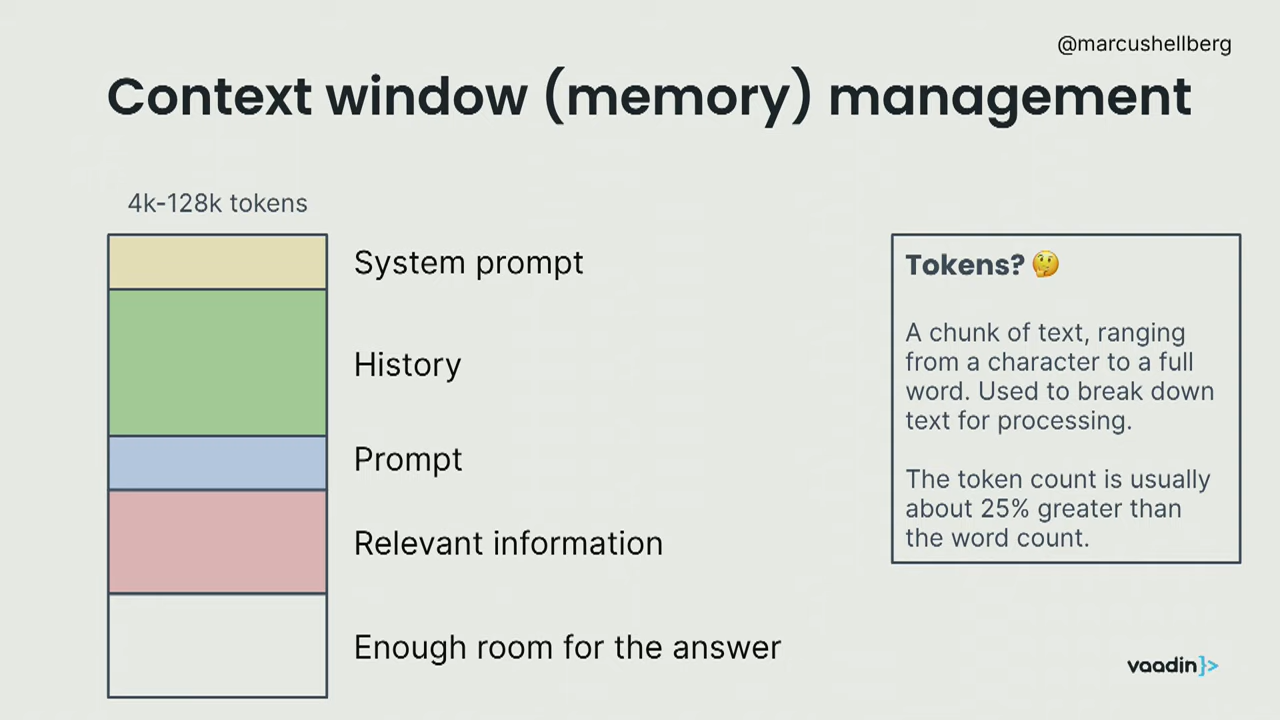 @marcushellberg
Context window (memory) management
4k-128k tokens
System prompt
History
Prompt
Relevant information
Enough room for the answer
Tokens? 🤔
A chunk of text, ranging
from a character to a full
word. Used to break down
text for processing.
The token count is usually
about 25% greater than
the word count.
vaadin}>